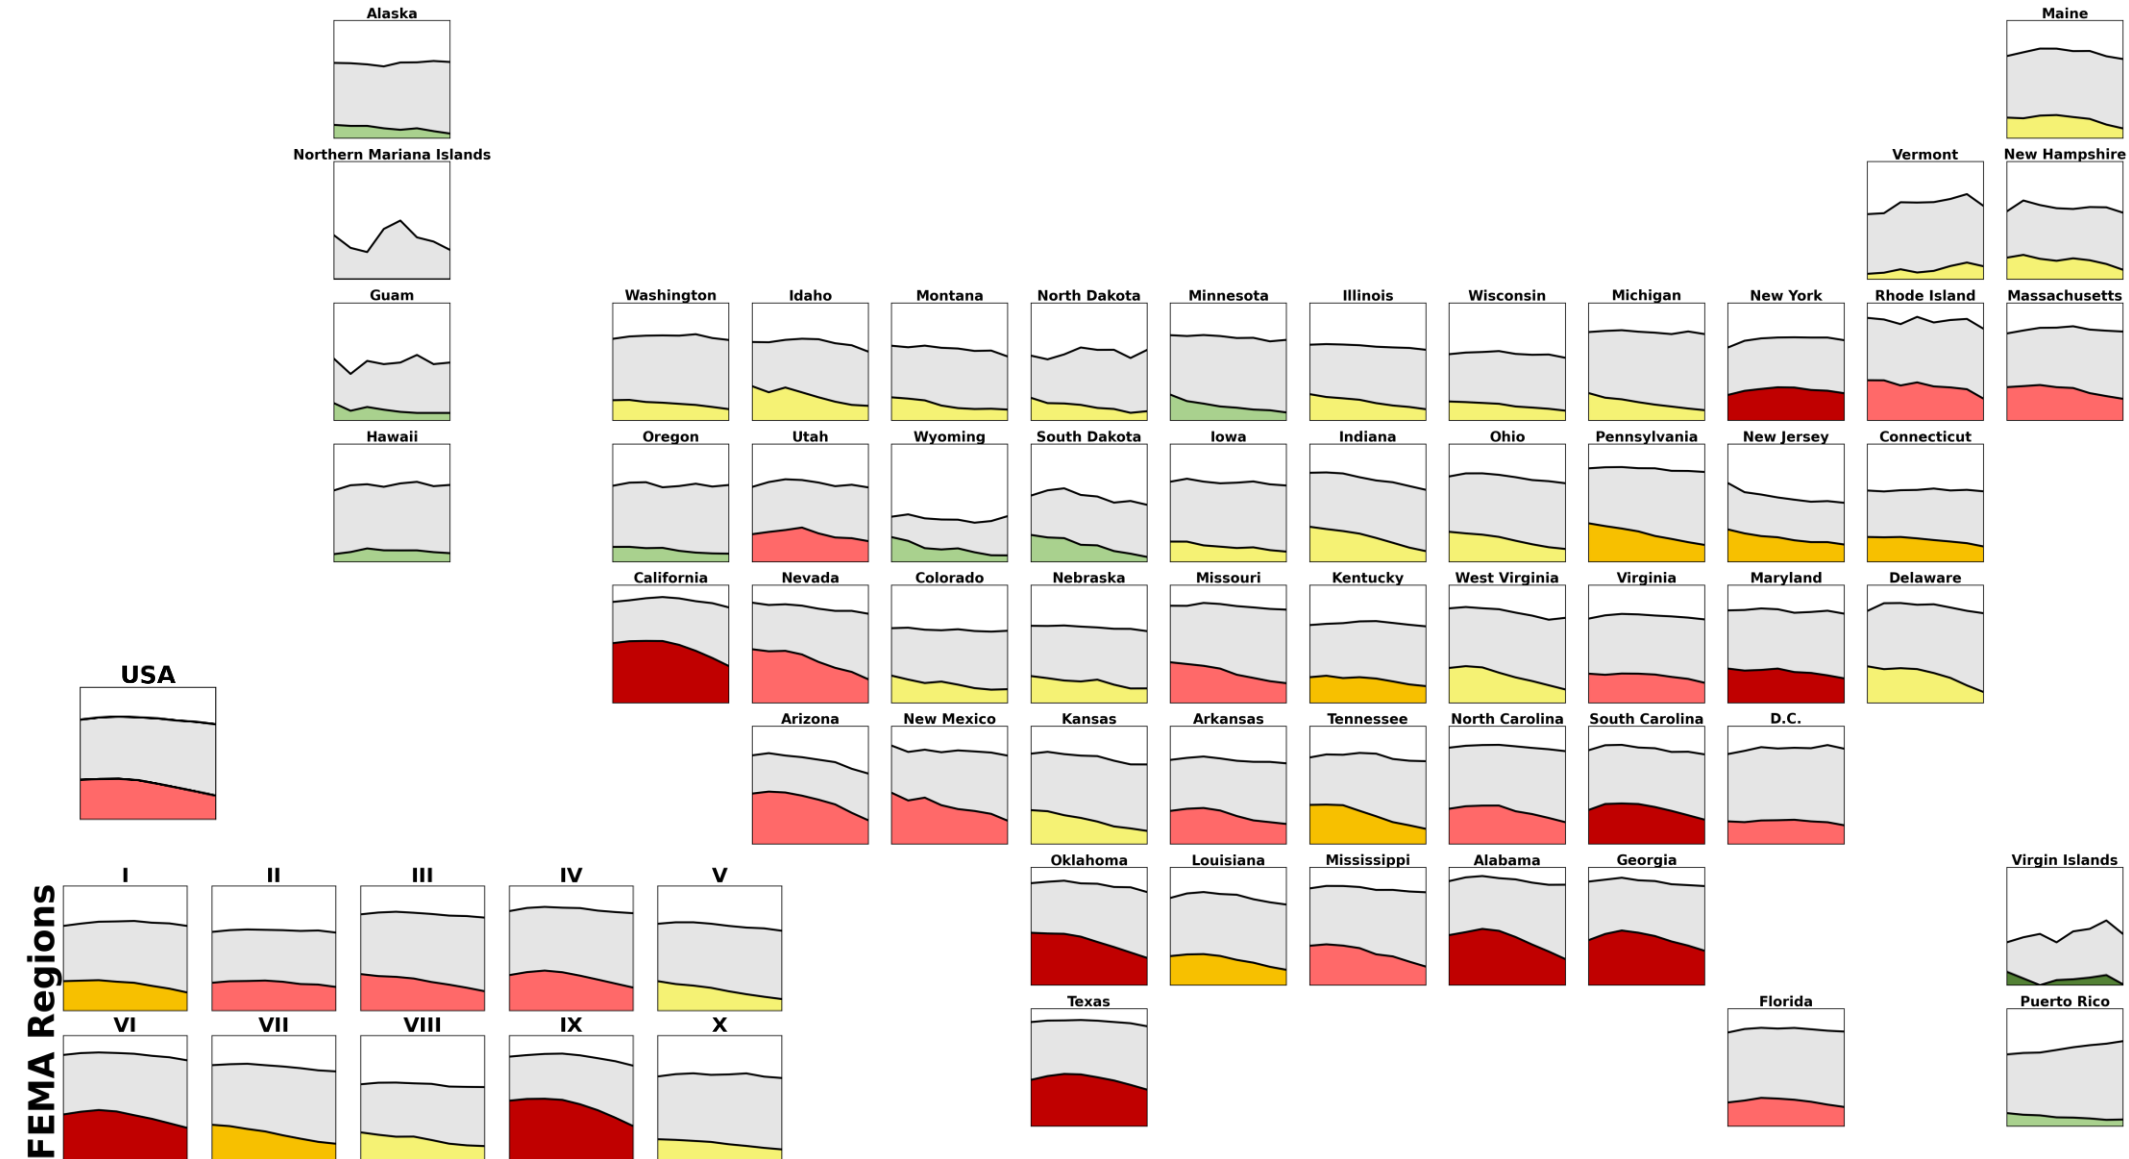 Alaska
Maine
Northern Mariana Islands
Vermont
New Hampshire
Guam
Washington
Idaho
Montana
North Dakota
Minnesota
Illinois
Wisconsin
Michigan
New York
Rhode Island
Massachusetts
Hawaii
Oregon
Utah
Wyoming
South Dakota
Iowa
Indiana
Ohio
Pennsylvania
New Jersey
Connecticut
California
Nevada
Colorado
Nebraska
Missouri
Kentucky
West Virginia
Virginia
Maryland
Delaware
USA
Arizona
New Mexico
Kansas
Arkansas
Tennessee
North Carolina
South Carolina
D.C.
Oklahoma
Louisiana
Mississippi
Alabama
Georgia
Virgin Islands
Texas
Florida
Puerto Rico
FEMA Regions
I
II
III
IV
V
VI
VII
VIII
IX
X